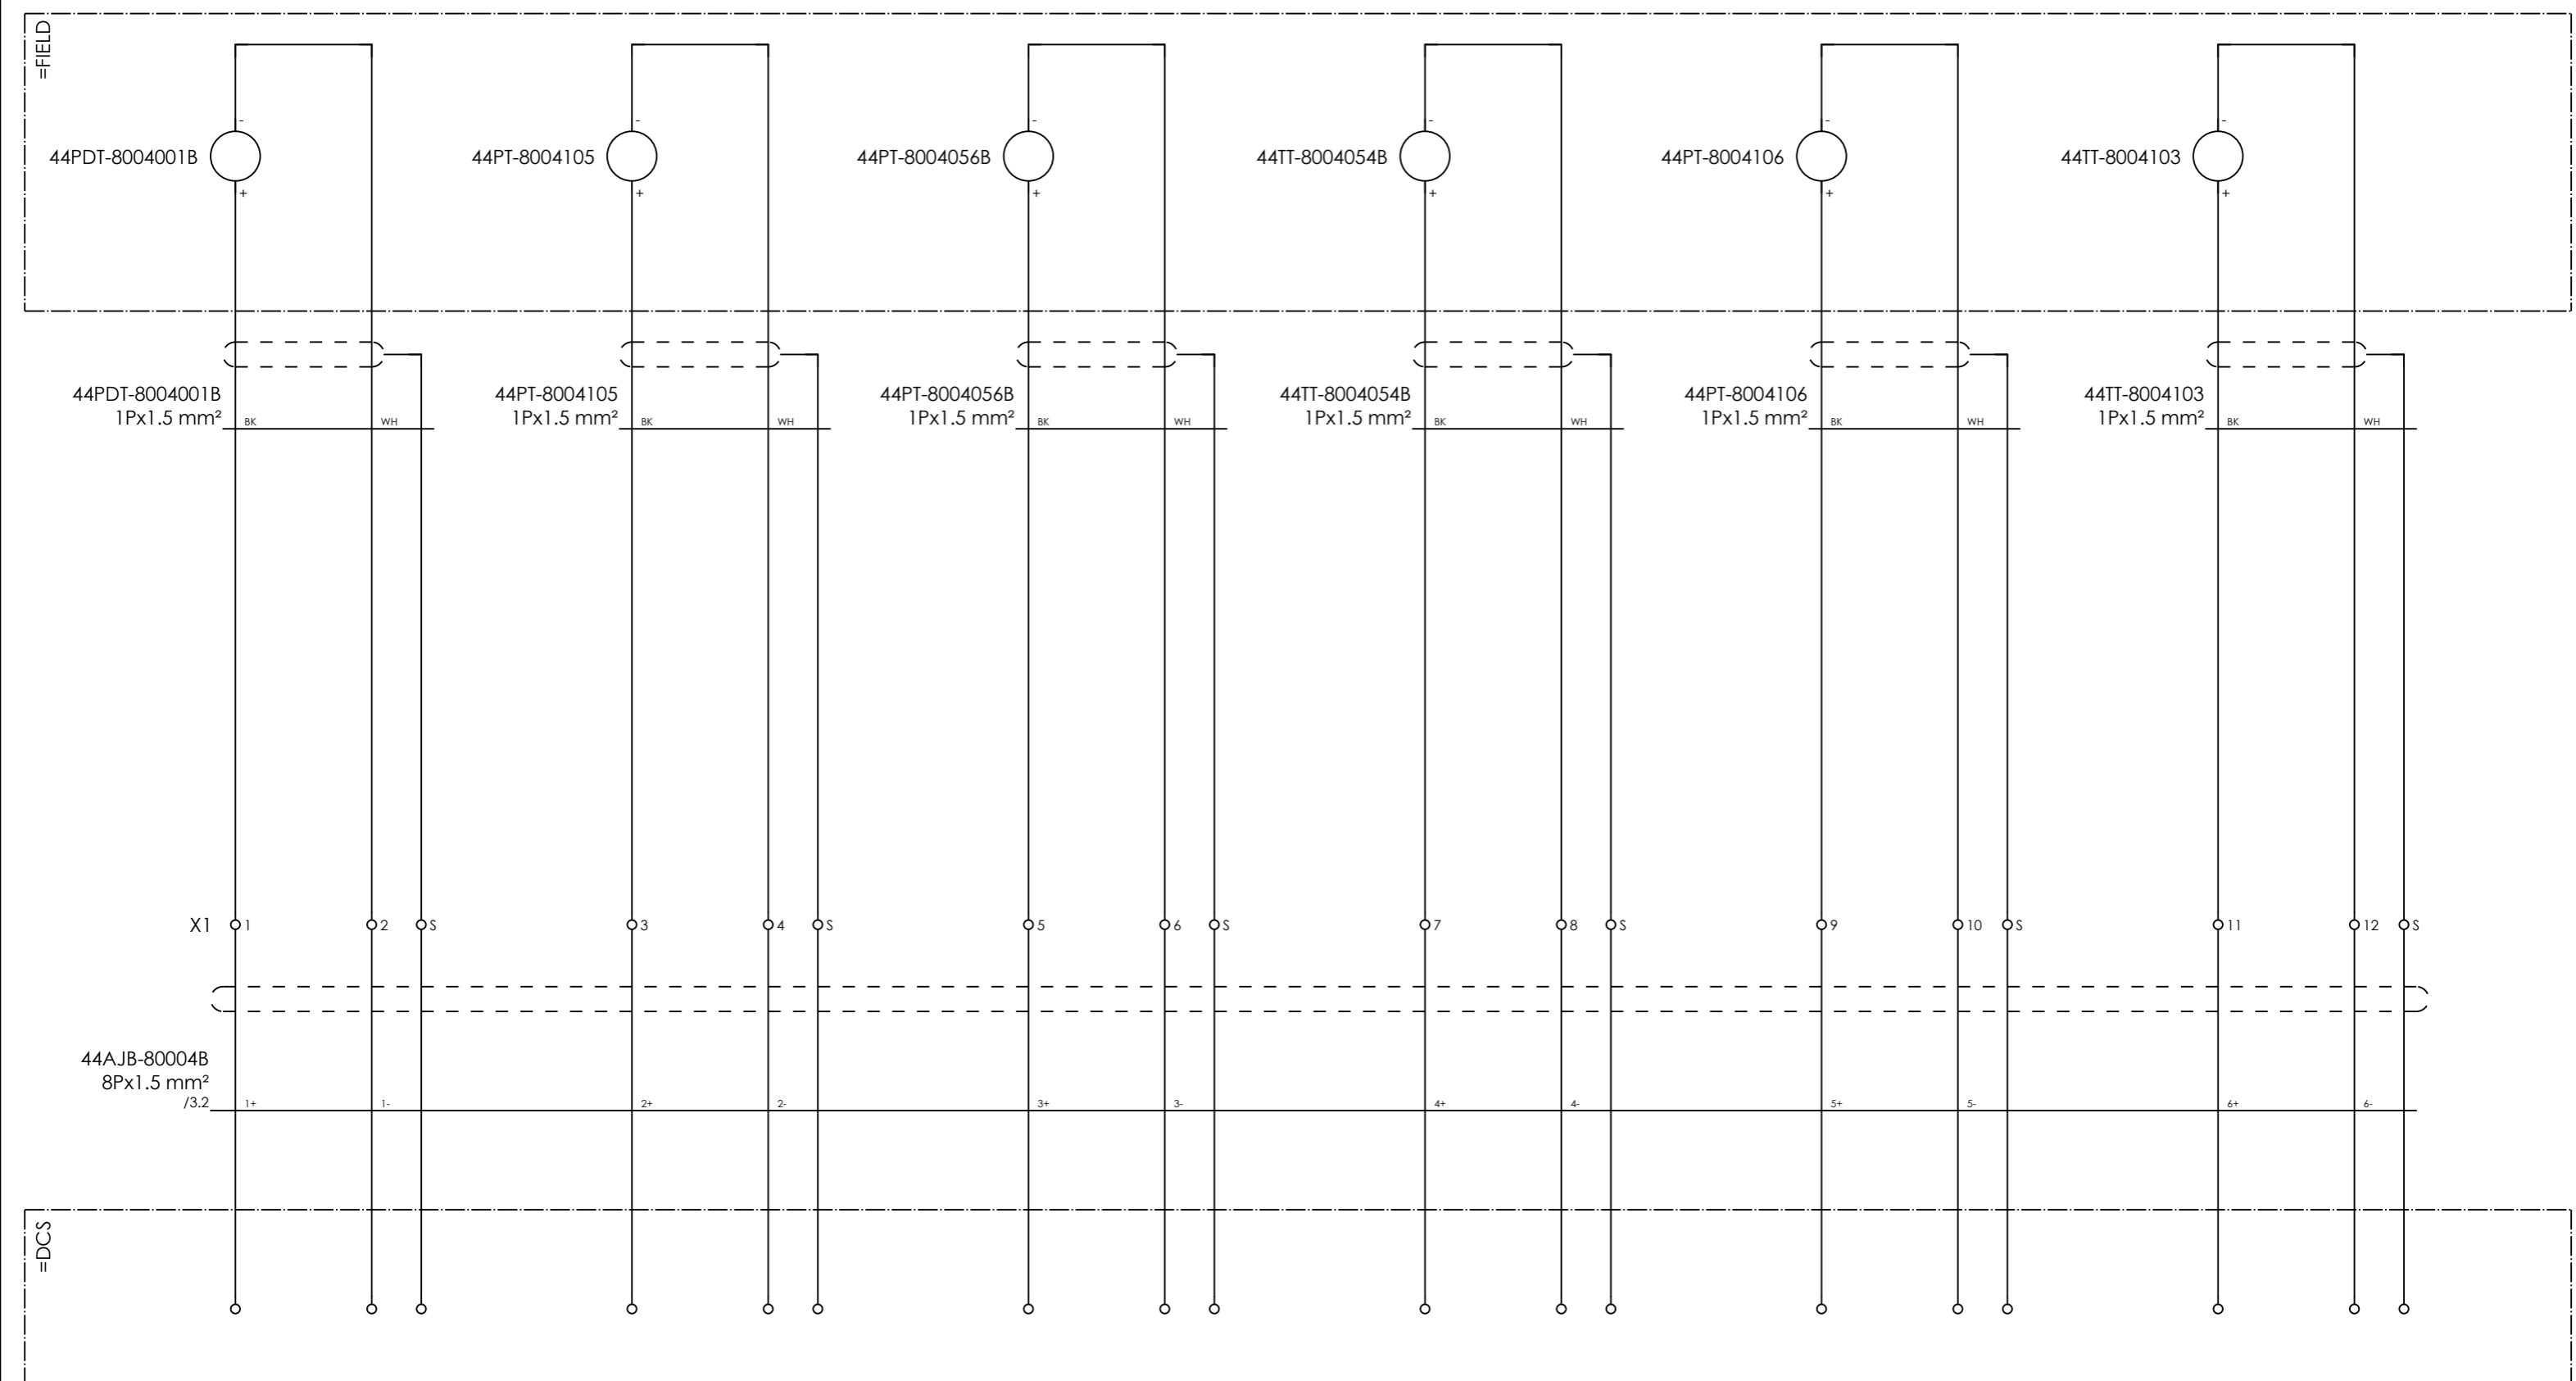 =FIELD
- - - - - -
44PDT-8004001B 44PT-8004105 44PT-8004056B 44TT-8004054B 44PT-8004106 44TT-8004103
+ + + + + +
44PDT-8004001B 44PT-8004105 44PT-8004056B 44TT-8004054B 44PT-8004106 44TT-8004103
1Px1.5 mm² 1Px1.5 mm² 1Px1.5 mm² 1Px1.5 mm² 1Px1.5 mm² 1Px1.5 mm²
BK WH BK WH BK WH BK WH BK WH BK WH
X1 1 2 S 3 4 S 5 6 S 7 8 S 9 10 S 11 12 S
44AJB-80004B
8Px1.5 mm²
/3.2 1+ 1- 2+ 2- 3+ 3- 4+ 4- 5+ 5- 6+ 6-
=DCS